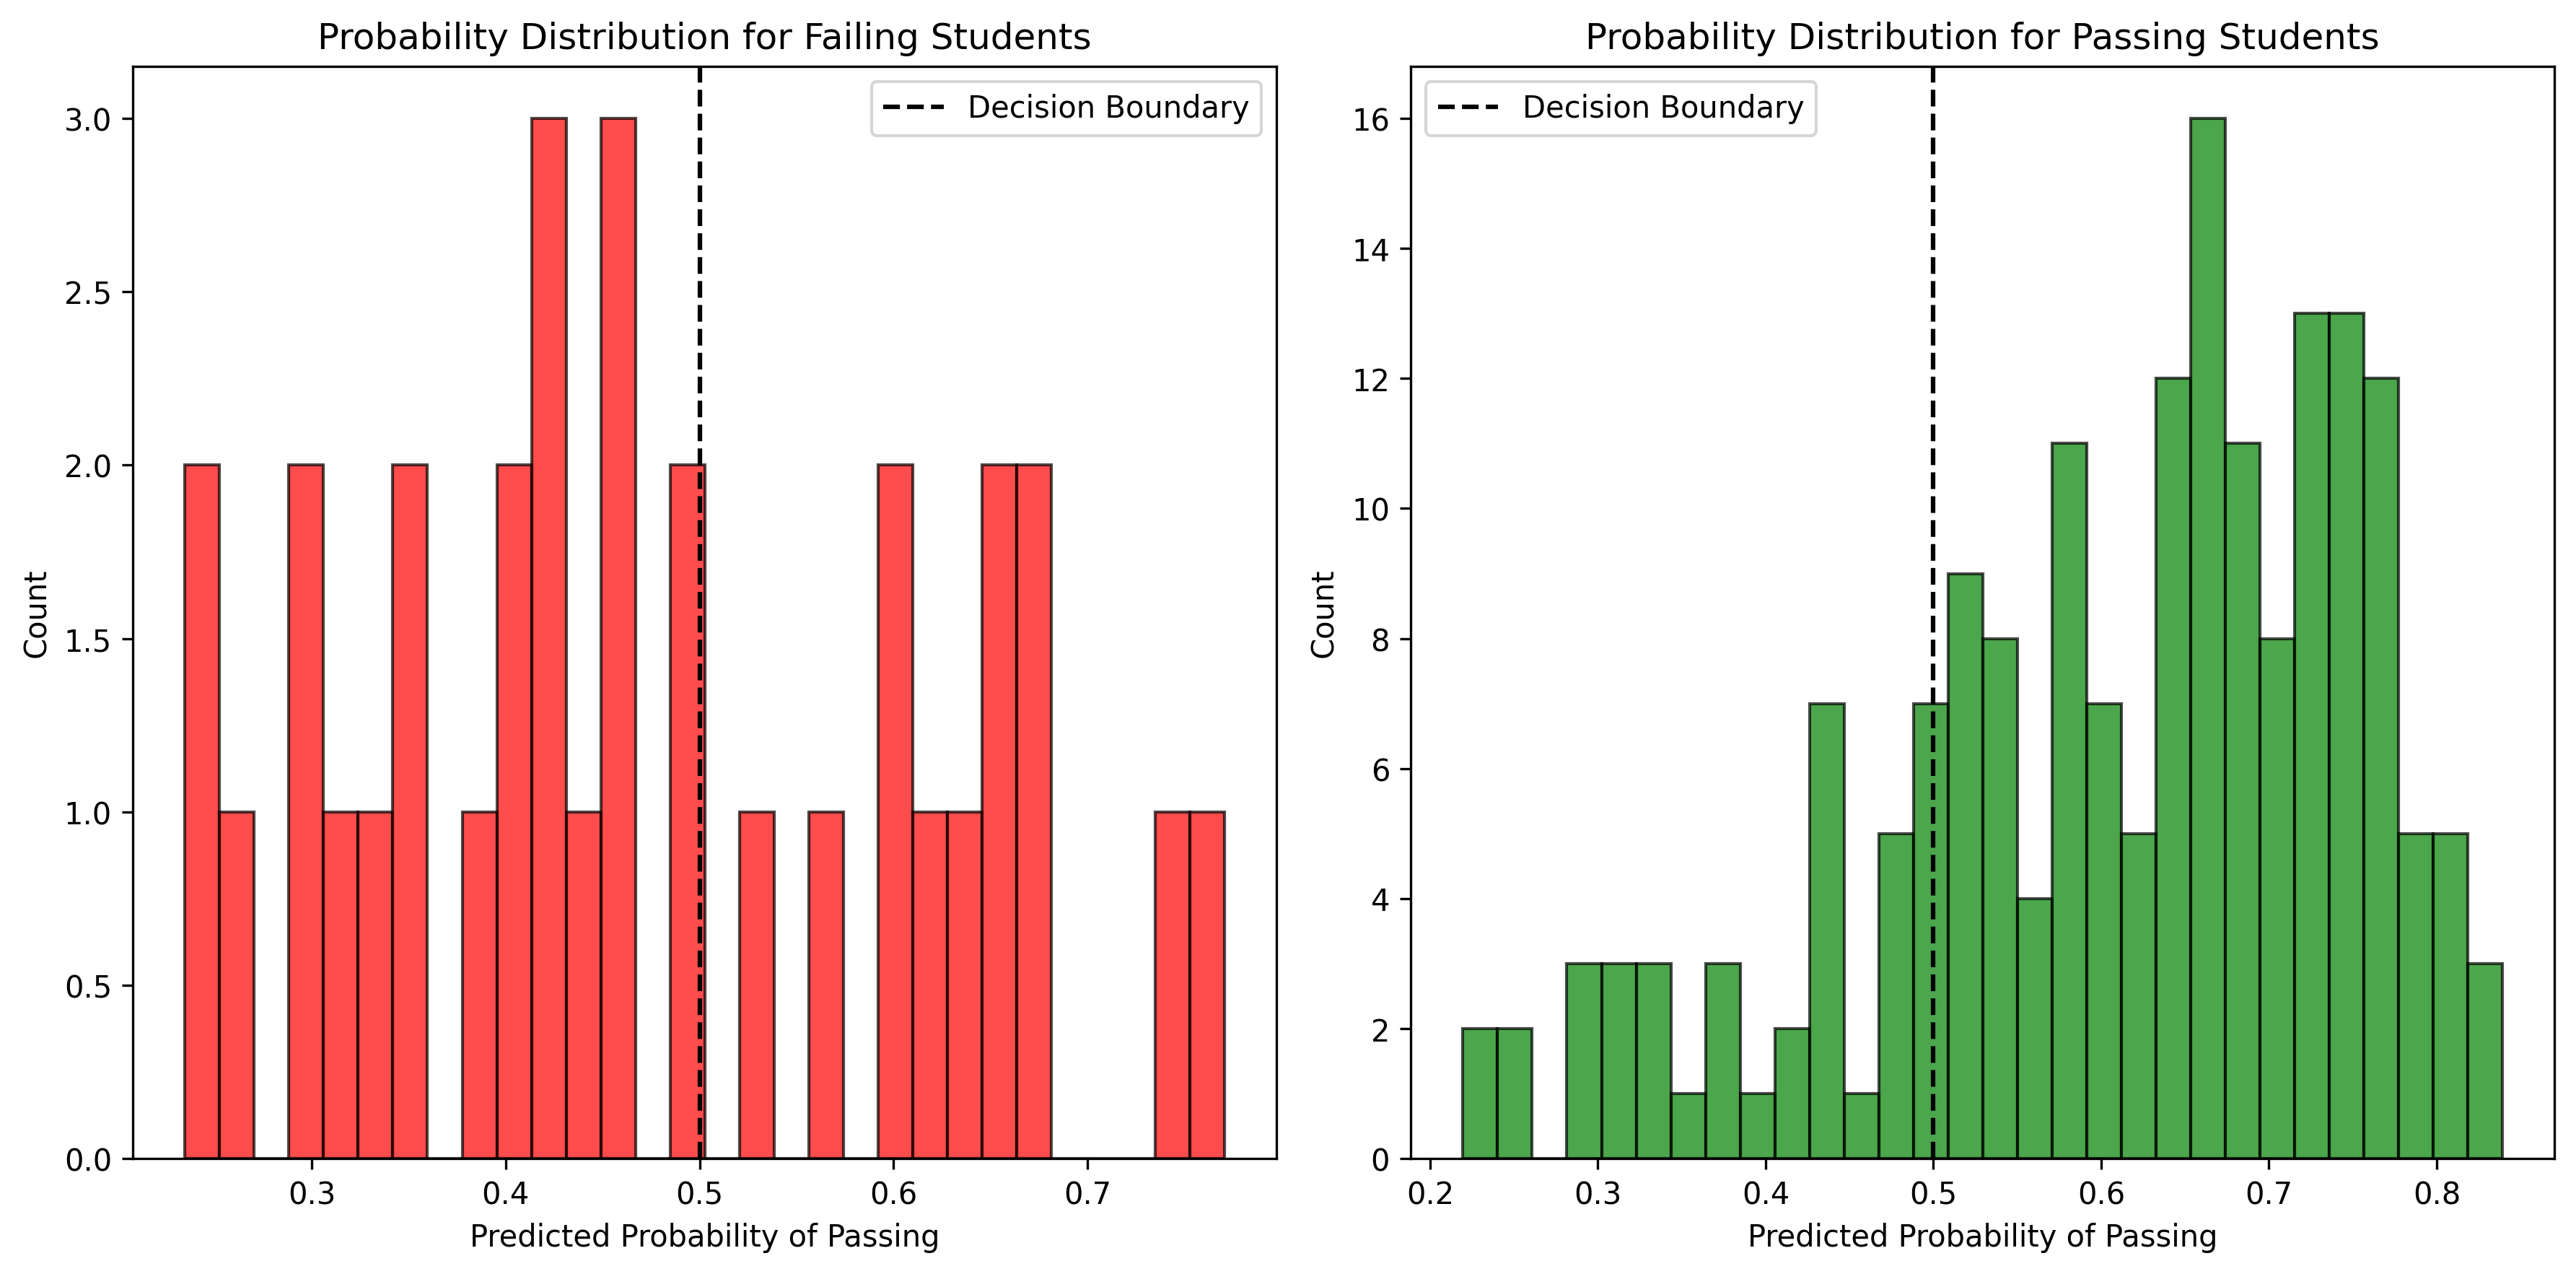 Probability Distribution for Failing Students
Decision Boundary
3.0
2.5
2.0
1.5
1.0
0.5
0.0
Count
0.3 0.4 0.5 0.6 0.7
Predicted Probability of Passing
Probability Distribution for Passing Students
Decision Boundary
16
14
12
10
8
6
4
2
0
Count
0.2 0.3 0.4 0.5 0.6 0.7 0.8
Predicted Probability of Passing